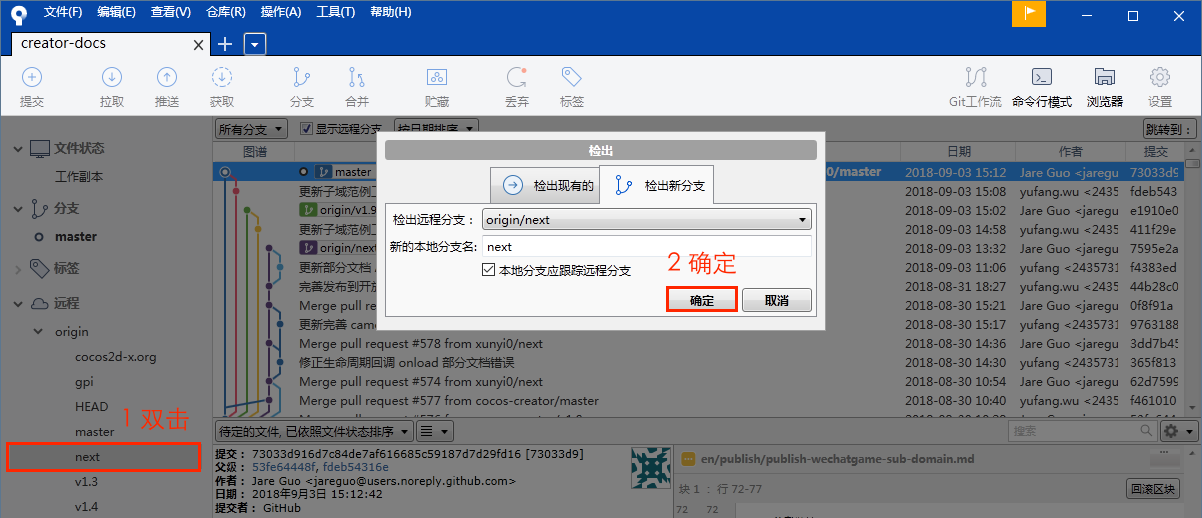 文件(F) 编辑(E) 查看(V) 仓库(R) 操作(A) 工具(T) 帮助(H)
creator-docs
提交 拉取 推送 获取 分支 合并 贮藏 丢弃 标签 Git工作流 命令行模式 浏览器 设置
文件状态
工作副本
分支
master
标签
远程
origin
cocos2d-x.org
gpi
HEAD
1 双击
master
next
v1.3
v1.4
所有分支 显示远程分支 按日期排序 跳转到：
图谱 日期 作者 提交
master 0/master 2018-09-03 15:12 Jare Guo <jaregu 73033d9
更新子域范例工 2018-09-03 15:08 yufang.wu <2435 fdeb543
origin/v1.9 2018-09-03 15:02 Jare Guo <jaregu e1910e0
更新子域范例工 2018-09-03 14:58 yufang.wu <2435 411f29e
origin/next 2018-09-03 13:32 Jare Guo <jaregu 7595e2a
更新部分文档 2018-09-03 11:46 yufang <2435731 f4383ed
完善发布到开放 2018-08-31 18:27 yufang.wu <2435 44b28c0
Merge pull req 2018-08-30 15:21 Jare Guo <jaregu 0f8f91a
更新完善 came 2018-08-30 15:17 yufang <2435731 9763188
Merge pull request #578 from xunyi0/next 2018-08-30 14:36 Jare Guo <jaregu 3dd7b45
修正生命周期回调 onload 部分文档错误 2018-08-30 14:30 yufang <2435731 365f813
Merge pull request #574 from xunyi0/next 2018-08-30 10:54 Jare Guo <jaregu 62d7599
Merge pull request #577 from cocos-creator/master 2018-08-30 10:40 Jare Guo <jaregu f461010
检出
检出现有的 检出新分支
检出远程分支： origin/next
新的本地分支名: next
本地分支应跟踪远程分支
2 确定
确定 取消
待定的文件, 已依照文件状态排序 搜索
提交： 73033d916d7c84de7af616685c59187d7d29fd16 [73033d9]
父级： 53fe64448f, fdeb54316e
作者： Jare Guo <jareguo@users.noreply.github.com>
日期： 2018年9月3日 15:12:42
提交者： GitHub
en/publish/publish-wechatgame-sub-domain.md
块 1 ： 行 72-77 回滚区块
72 72